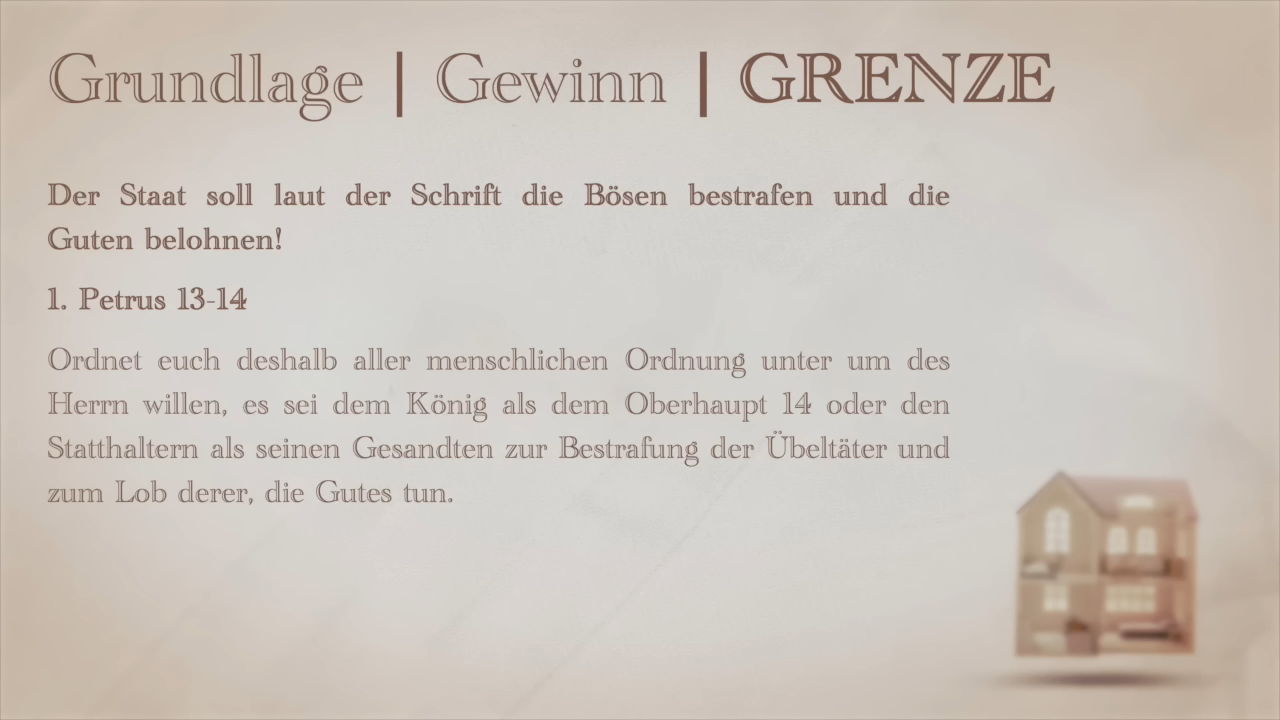 Grundlage | Gewinn | GRENZE
Der Staat soll laut der Schrift die Bösen bestrafen und die
Guten belohnen!
1. Petrus 13-14
Ordnet euch deshalb aller menschlichen Ordnung unter um des
Herrn willen, es sei dem König als dem Oberhaupt 14 oder den
Statthaltern als seinen Gesandten zur Bestrafung der Übeltäter und
zum Lob derer, die Gutes tun.